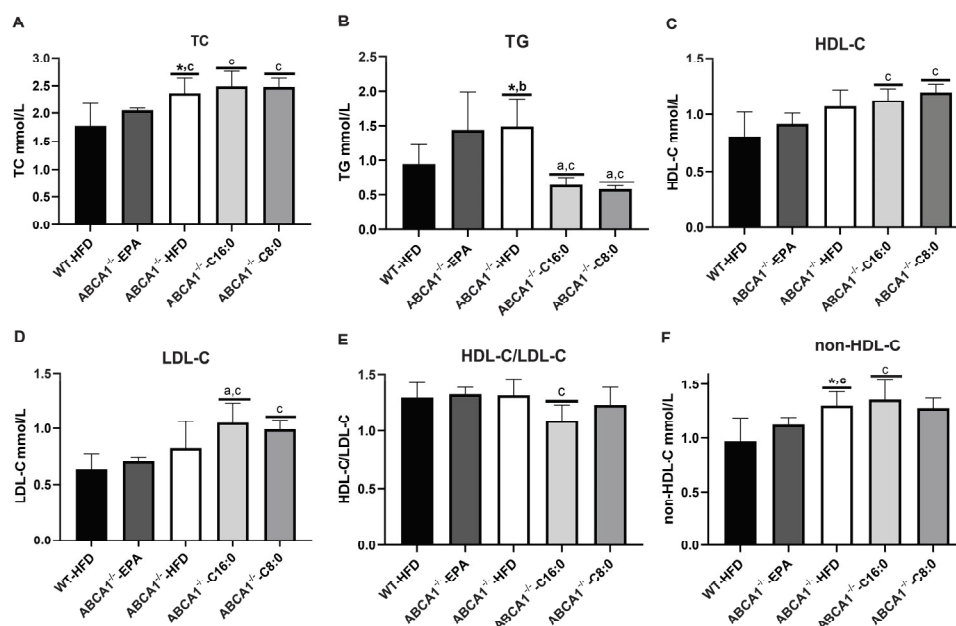 A
TC
TC mmol/L
3.0
2.5
2.0
1.5
1.0
0.5
0.0
*,c
c
c
WT-HFD
ABCA1-/--EPA
ABCA1-/--HFD
ABCA1-/--C16:0
ABCA1-/--C8:0
B
TG
TG mmol/L
2.5
2.0
1.5
1.0
0.5
0.0
*,b
a,c
a,c
WT-HFD
ABCA1-/--EPA
ABCA1-/--HFD
ABCA1-/--C16:0
ABCA1-/--C8:0
C
HDL-C
HDL-C mmol/L
1.5
1.0
0.5
0.0
c
c
WT-HFD
ABCA1-/--EPA
ABCA1-/--HFD
ABCA1-/--C16:0
ABCA1-/--C8:0
D
LDL-C
LDL-C mmol/L
1.5
1.0
0.5
0.0
a,c
c
WT-HFD
ABCA1-/--EPA
ABCA1-/--HFD
ABCA1-/--C16:0
ABCA1-/--C8:0
E
HDL-C/LDL-C
HDL-C/LDL-C
1.5
1.0
0.5
0.0
c
WT-HFD
ABCA1-/--EPA
ABCA1-/--HFD
ABCA1-/--C16:0
ABCA1-/--C8:0
F
non-HDL-C
non-HDL-C mmol/L
1.5
1.0
0.5
0.0
*,c
c
WT-HFD
ABCA1-/--EPA
ABCA1-/--HFD
ABCA1-/--C16:0
ABCA1-/--C8:0